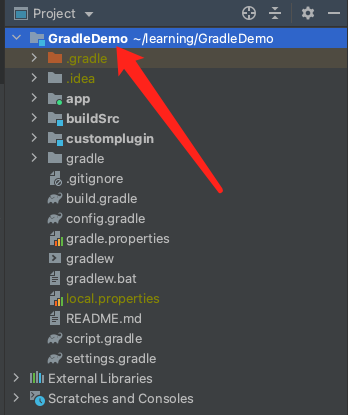 Project
GradleDemo ~/learning/GradleDemo
.gradle
.idea
app
buildSrc
customplugin
gradle
.gitignore
build.gradle
config.gradle
gradle.properties
gradlew
gradlew.bat
local.properties
README.md
script.gradle
settings.gradle
External Libraries
Scratches and Consoles